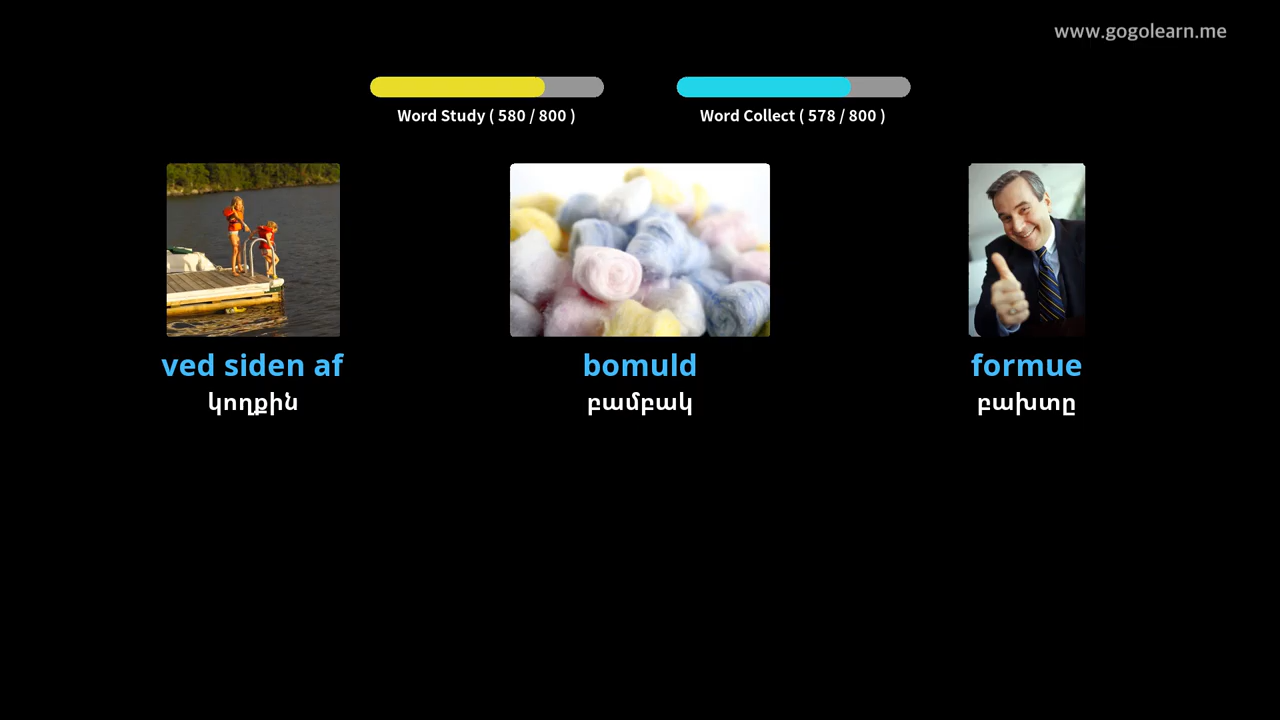 www.gogolearn.me
Word Study ( 580 / 800 )
Word Collect ( 578 / 800 )
ved siden af
bomuld
formue
կողքին
բամբակ
բախտը